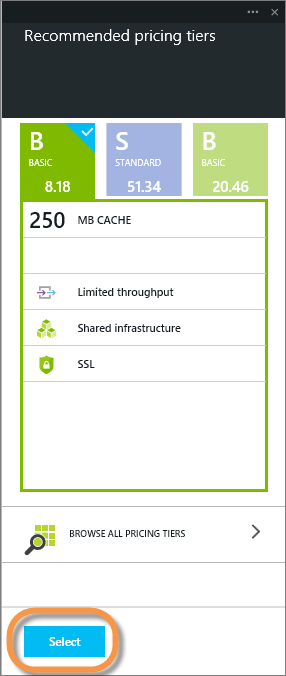 Recommended pricing tiers
B
BASIC
8.18
S
STANDARD
51.34
B
BASIC
20.46
250 MB CACHE
Limited throughput
Shared infrastructure
SSL
BROWSE ALL PRICING TIERS
Select